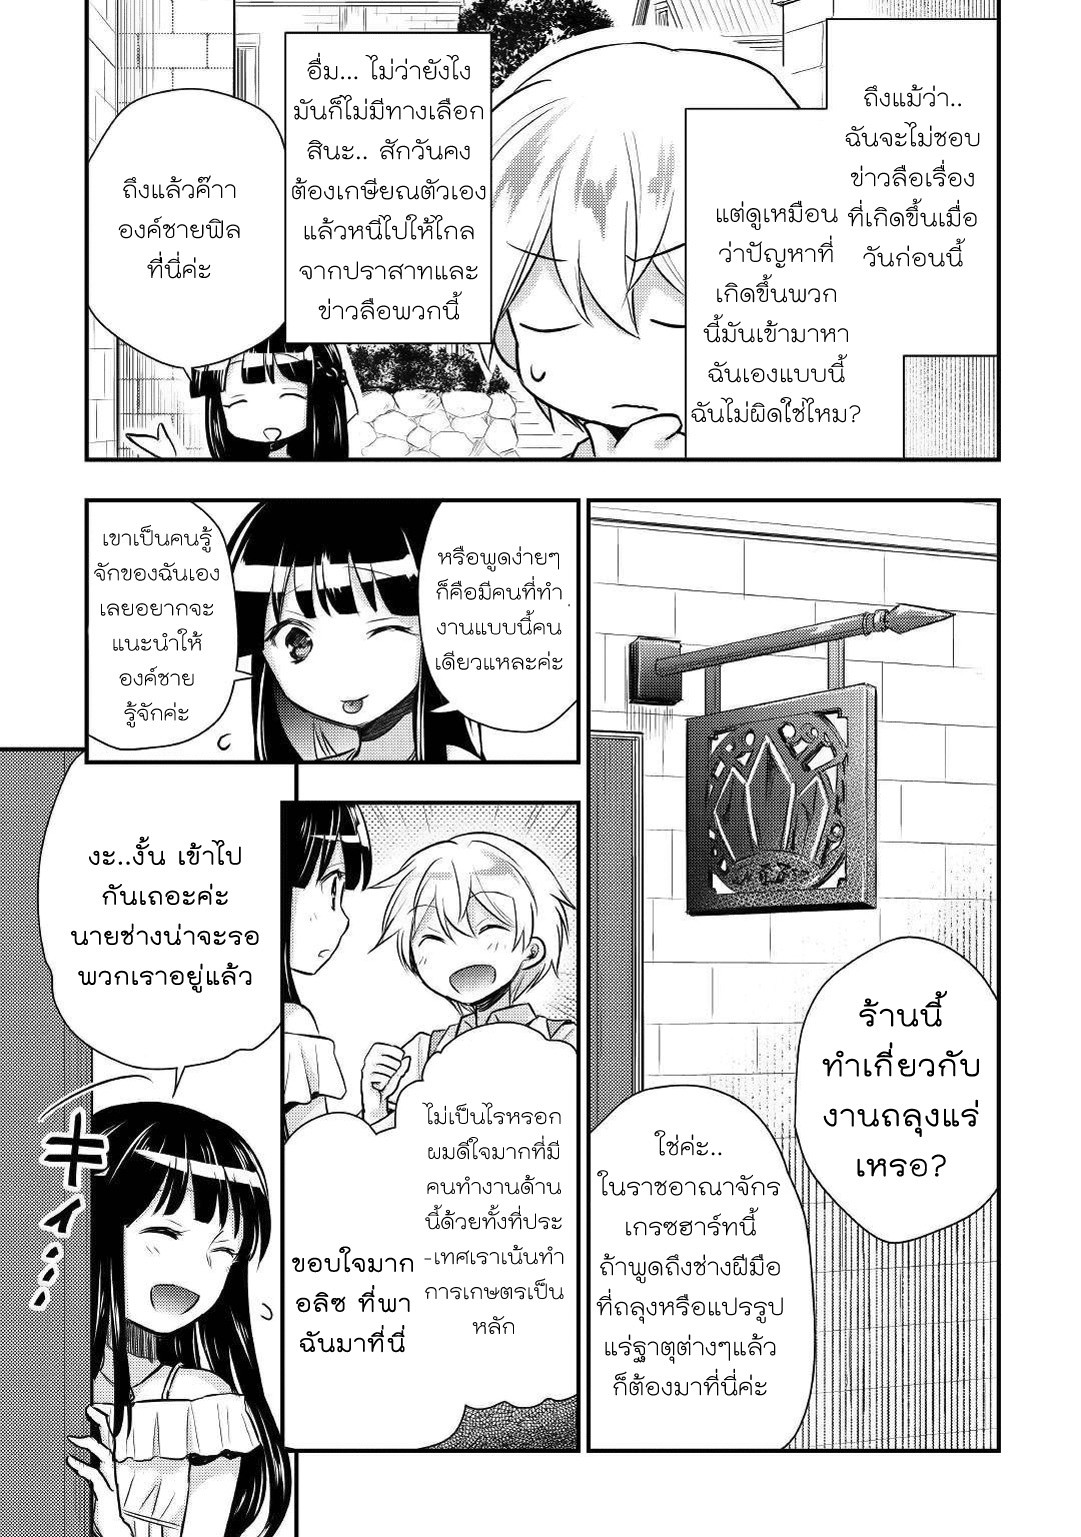 ถึงแม้ว่า..
ฉันจะไม่ชอบ
ข่าวลือเรื่อง
ที่เกิดขึ้นเมื่อ
วันก่อนนี้
แต่ดูเหมือน
ว่าปัญหาที่
เกิดขึ้นพวก
นี้มันเข้ามาหา
ฉันเองแบบนี้
ฉันไม่ผิดใช่ไหม?
อื่ม... ไม่ว่ายังไง
มันก็ไม่มีทางเลือก
สินะ.. สักวันคง
ต้องเกษียณตัวเอง
แล้วหนีไปให้ไกล
จากปราสาทและ
ข่าวลือพวกนี้
ถึงแล้วค๊าา
องค์ชายฟิล
ที่นี่ค่ะ
ร้านนี้
ทำเกี่ยวกับ
งานถลุงแร่
เหรอ?
ใช่ค่ะ..
ในราชอาณาจักร
เกรซฮาร์ทนี้
ถ้าพูดถึงช่างฝีมือ
ที่ถลุงหรือแปรรูป
แร่ธาตุต่างๆแล้ว
ก็ต้องมาที่นี่ค่ะ
หรือพูดง่ายๆ
ก็คือมีคนที่ทำ
งานแบบนี้คน
เดียวแหละค่ะ
เขาเป็นคนรู้
จักของฉันเอง
เลยอยากจะ
แนะนำให้
องค์ชาย
รู้จักค่ะ
ไม่เป็นไรหรอก
ผมดีใจมากที่มี
คนทำงานด้าน
นี้ด้วยทั้งที่ประ
-เทศเราเน้นทำ
การเกษตรเป็น
หลัก
ขอบใจมาก
อลิซ ที่พา
ฉันมาที่นี่
งะ..งั้น เข้าไป
กันเถอะค่ะ
นายช่างน่าจะรอ
พวกเราอยู่แล้ว
キィ…